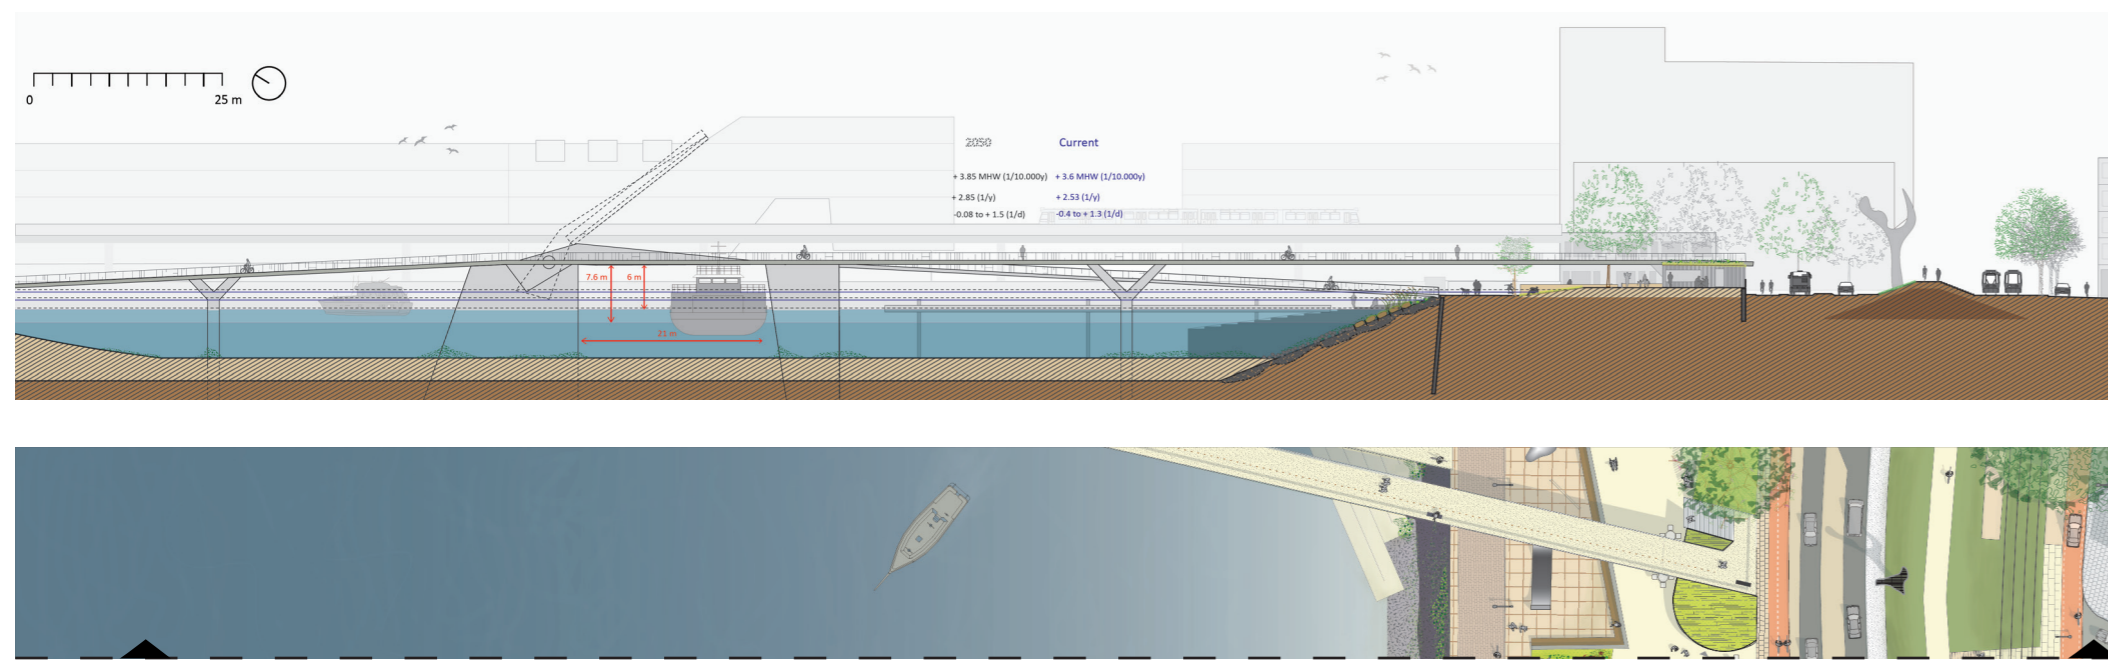 0
25 m
2050 Current
+ 3.85 MHW (1/10.000y) + 3.6 MHW (1/10.000y)
+ 2.85 (1/y) + 2.53 (1/y)
-0.08 to + 1.5 (1/d) -0.4 to + 1.3 (1/d)
7.6 m 6 m
21 m